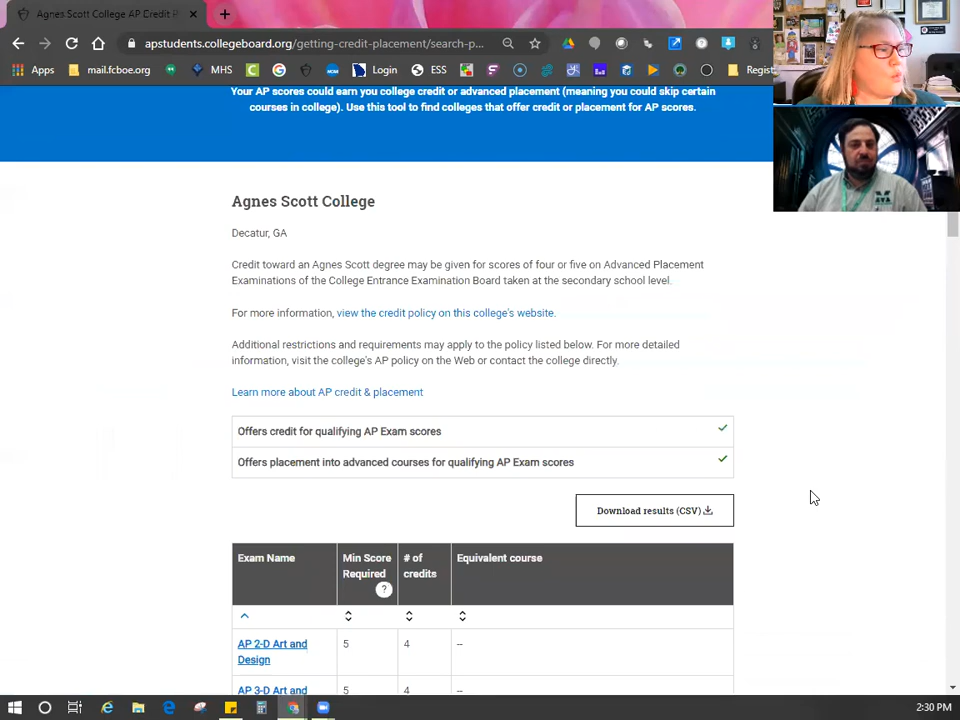 Agnes Scott College AP Credit P
apstudents.collegeboard.org/getting-credit-placement/search-p...
Apps
mail.fcboe.org
MHS
Login
ESS
Regist
Your AP scores could earn you college credit or advanced placement (meaning you could skip certain
courses in college). Use this tool to find colleges that offer credit or placement for AP scores.
Agnes Scott College
Decatur, GA
Credit toward an Agnes Scott degree may be given for scores of four or five on Advanced Placement
Examinations of the College Entrance Examination Board taken at the secondary school level.
For more information, view the credit policy on this college's website.
Additional restrictions and requirements may apply to the policy listed below. For more detailed
information, visit the college's AP policy on the Web or contact the college directly.
Learn more about AP credit & placement
Offers credit for qualifying AP Exam scores
Offers placement into advanced courses for qualifying AP Exam scores
Download results (CSV)
Exam Name Min Score Required ? # of credits Equivalent course
AP 2-D Art and Design 5 4 --
AP 3-D Art and 5 4 --
2:30 PM